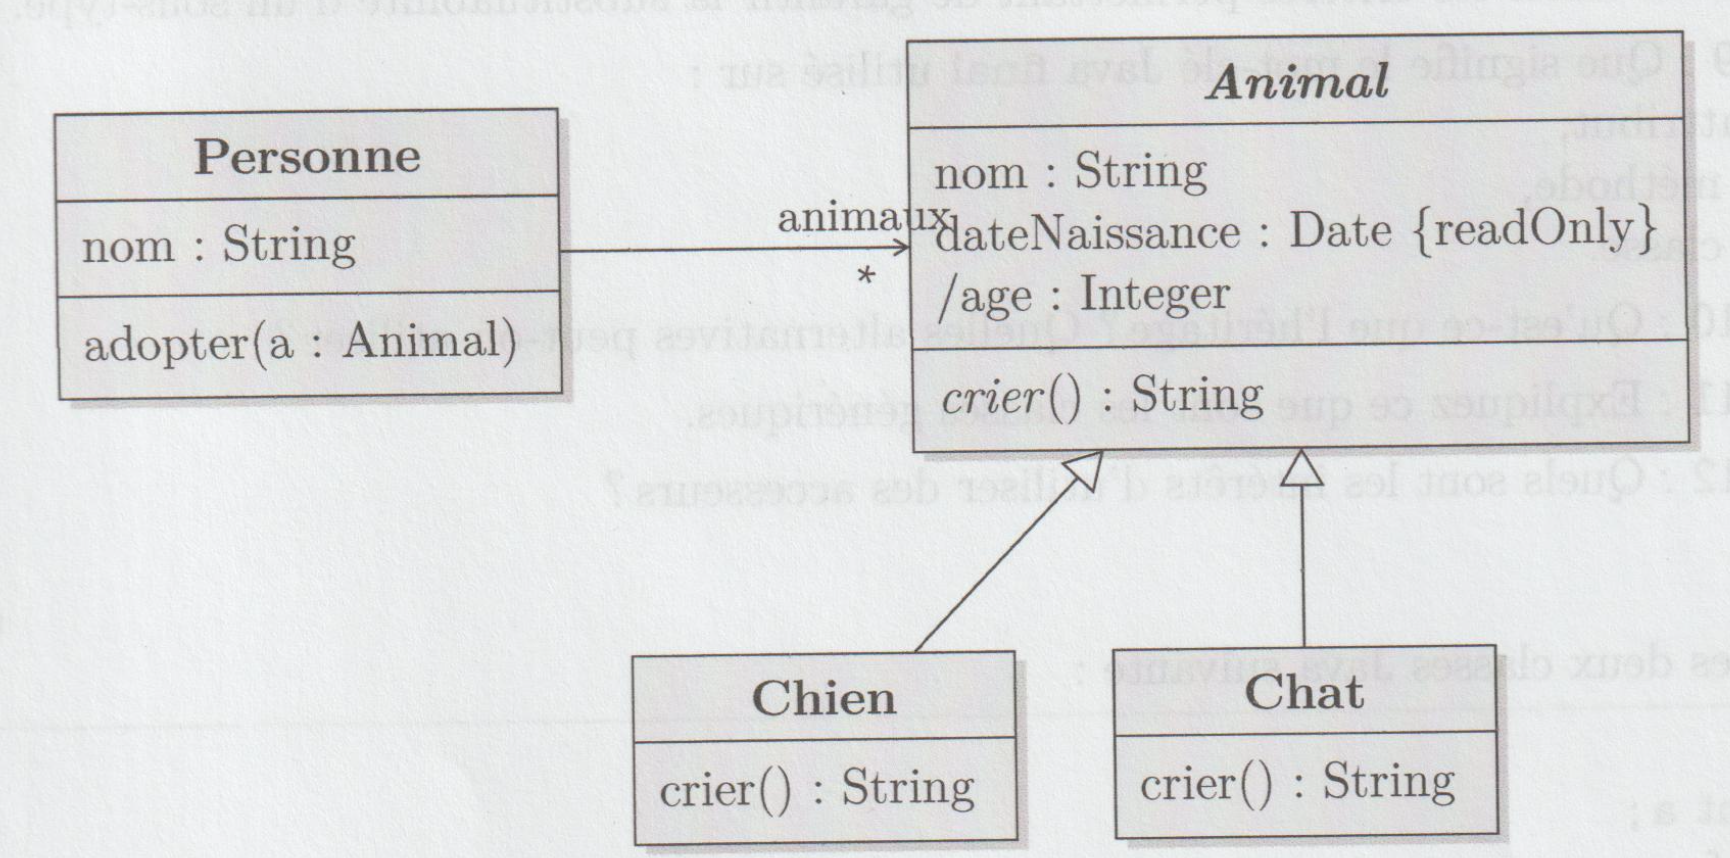 Personne
nom : String
adopter(a : Animal)
animaux
*
Animal
nom : String
dateNaissance : Date {readOnly}
/age : Integer
crier() : String
Chien
crier() : String
Chat
crier() : String